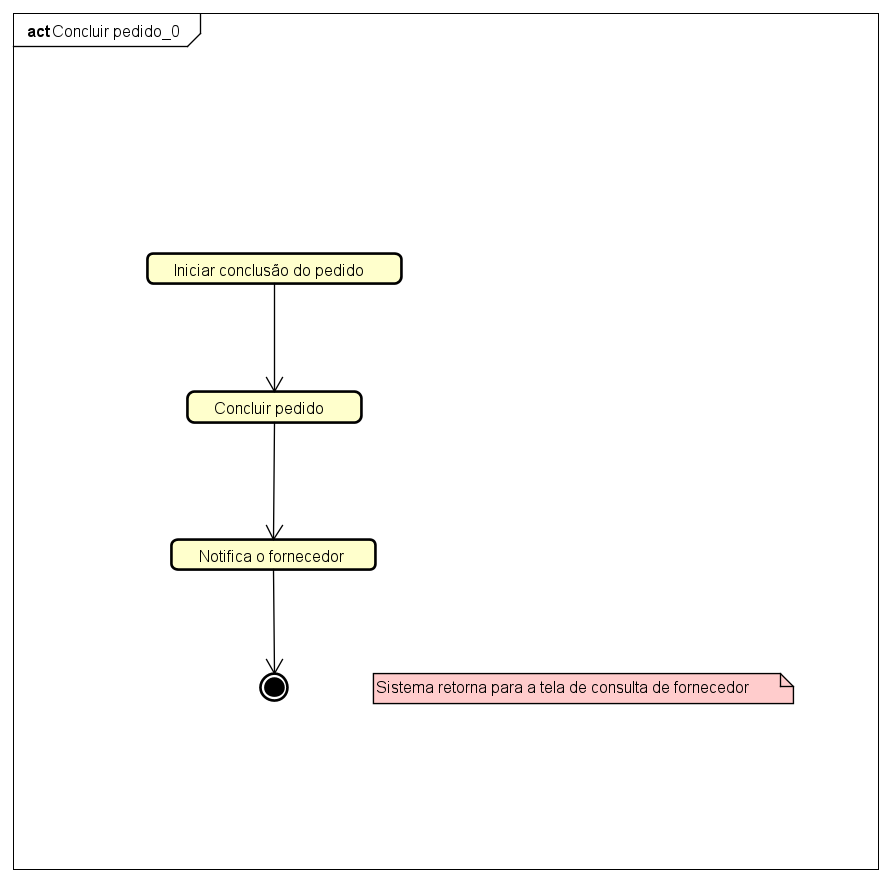 act Concluir pedido_0
Iniciar conclusão do pedido
Concluir pedido
Notifica o fornecedor
Sistema retorna para a tela de consulta de fornecedor